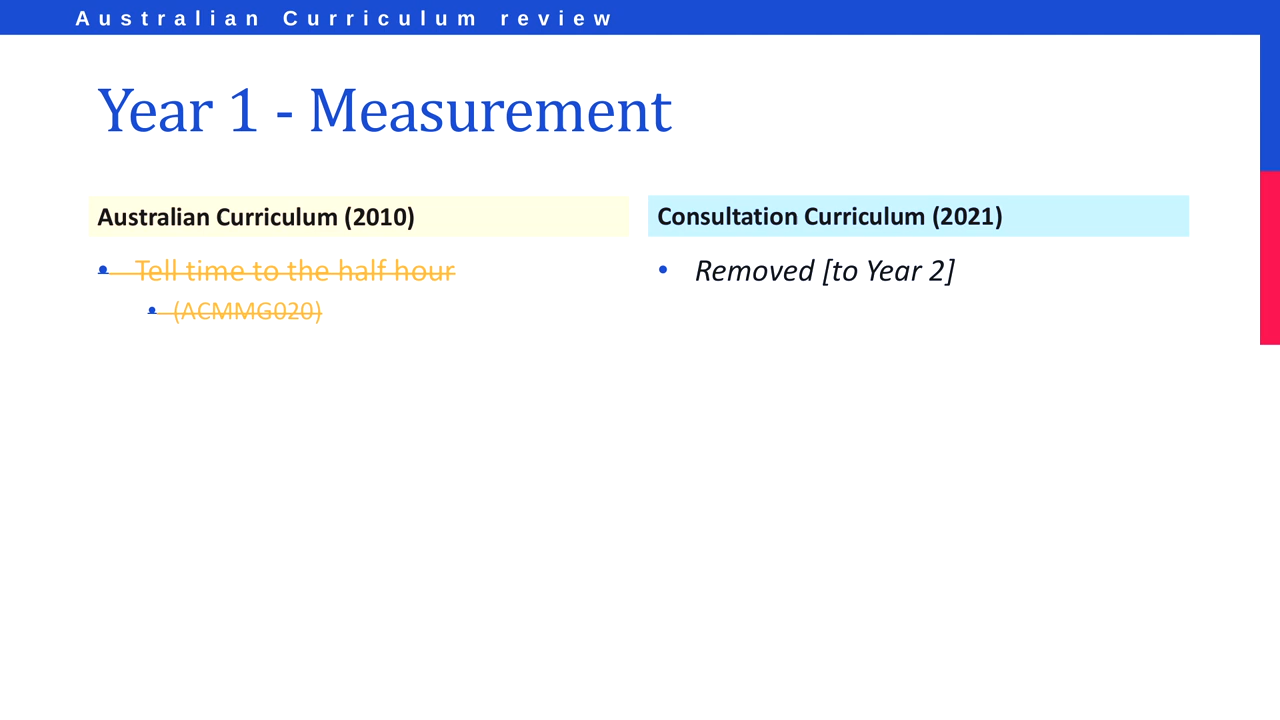 Australian Curriculum review
Year 1 - Measurement
Australian Curriculum (2010)
• Tell time to the half hour
• (ACMMG020)
Consultation Curriculum (2021)
• Removed [to Year 2]